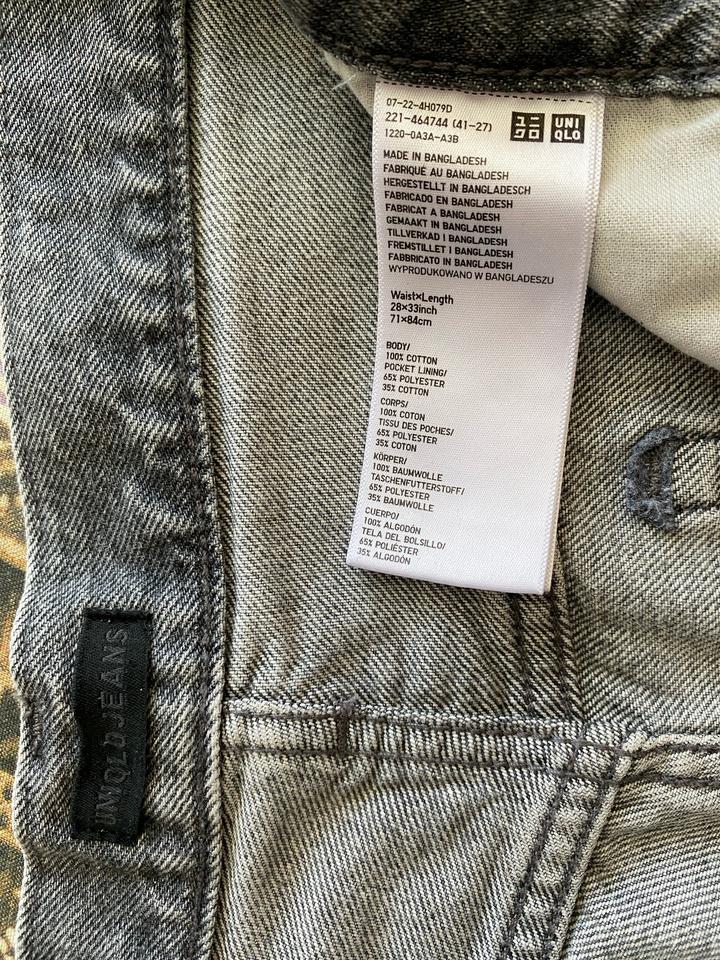 07-22-4H079D
221-464744 (41-27)
1220-0A3A-A3B
ユニ
クロ
UNI
QLO
MADE IN BANGLADESH
FABRIQUÉ AU BANGLADESH
HERGESTELLT IN BANGLADESCH
FABRICADO EN BANGLADESH
FABRICAT A BANGLADESH
GEMAAKT IN BANGLADESH
TILLVERKAD I BANGLADESH
FREMSTILLET I BANGLADESH
FABBRICATO IN BANGLADESH
WYPRODUKOWANO W BANGLADESZU
Waist×Length
28×33inch
71×84cm
BODY/
100% COTTON
POCKET LINING/
65% POLYESTER
35% COTTON
CORPS/
100% COTON
TISSU DES POCHES/
65% POLYESTER
35% COTON
KÖRPER/
100% BAUMWOLLE
TASCHENFUTTERSTOFF/
65% POLYESTER
35% BAUMWOLLE
CUERPO/
100% ALGODÓN
TELA DEL BOLSILLO/
65% POLIÉSTER
35% ALGODÓN
UNIQLO JEANS